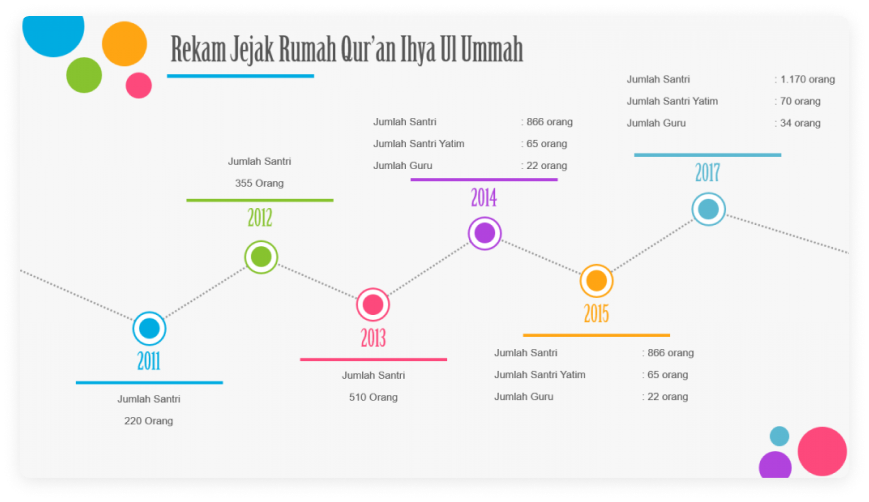 Rekam Jejak Rumah Qur'an Ihya Ul Ummah
2011
Jumlah Santri
220 Orang
Jumlah Santri
355 Orang
2012
2013
Jumlah Santri
510 Orang
Jumlah Santri : 866 orang
Jumlah Santri Yatim : 65 orang
Jumlah Guru : 22 orang
2014
2015
Jumlah Santri : 866 orang
Jumlah Santri Yatim : 65 orang
Jumlah Guru : 22 orang
Jumlah Santri : 1.170 orang
Jumlah Santri Yatim : 70 orang
Jumlah Guru : 34 orang
2017